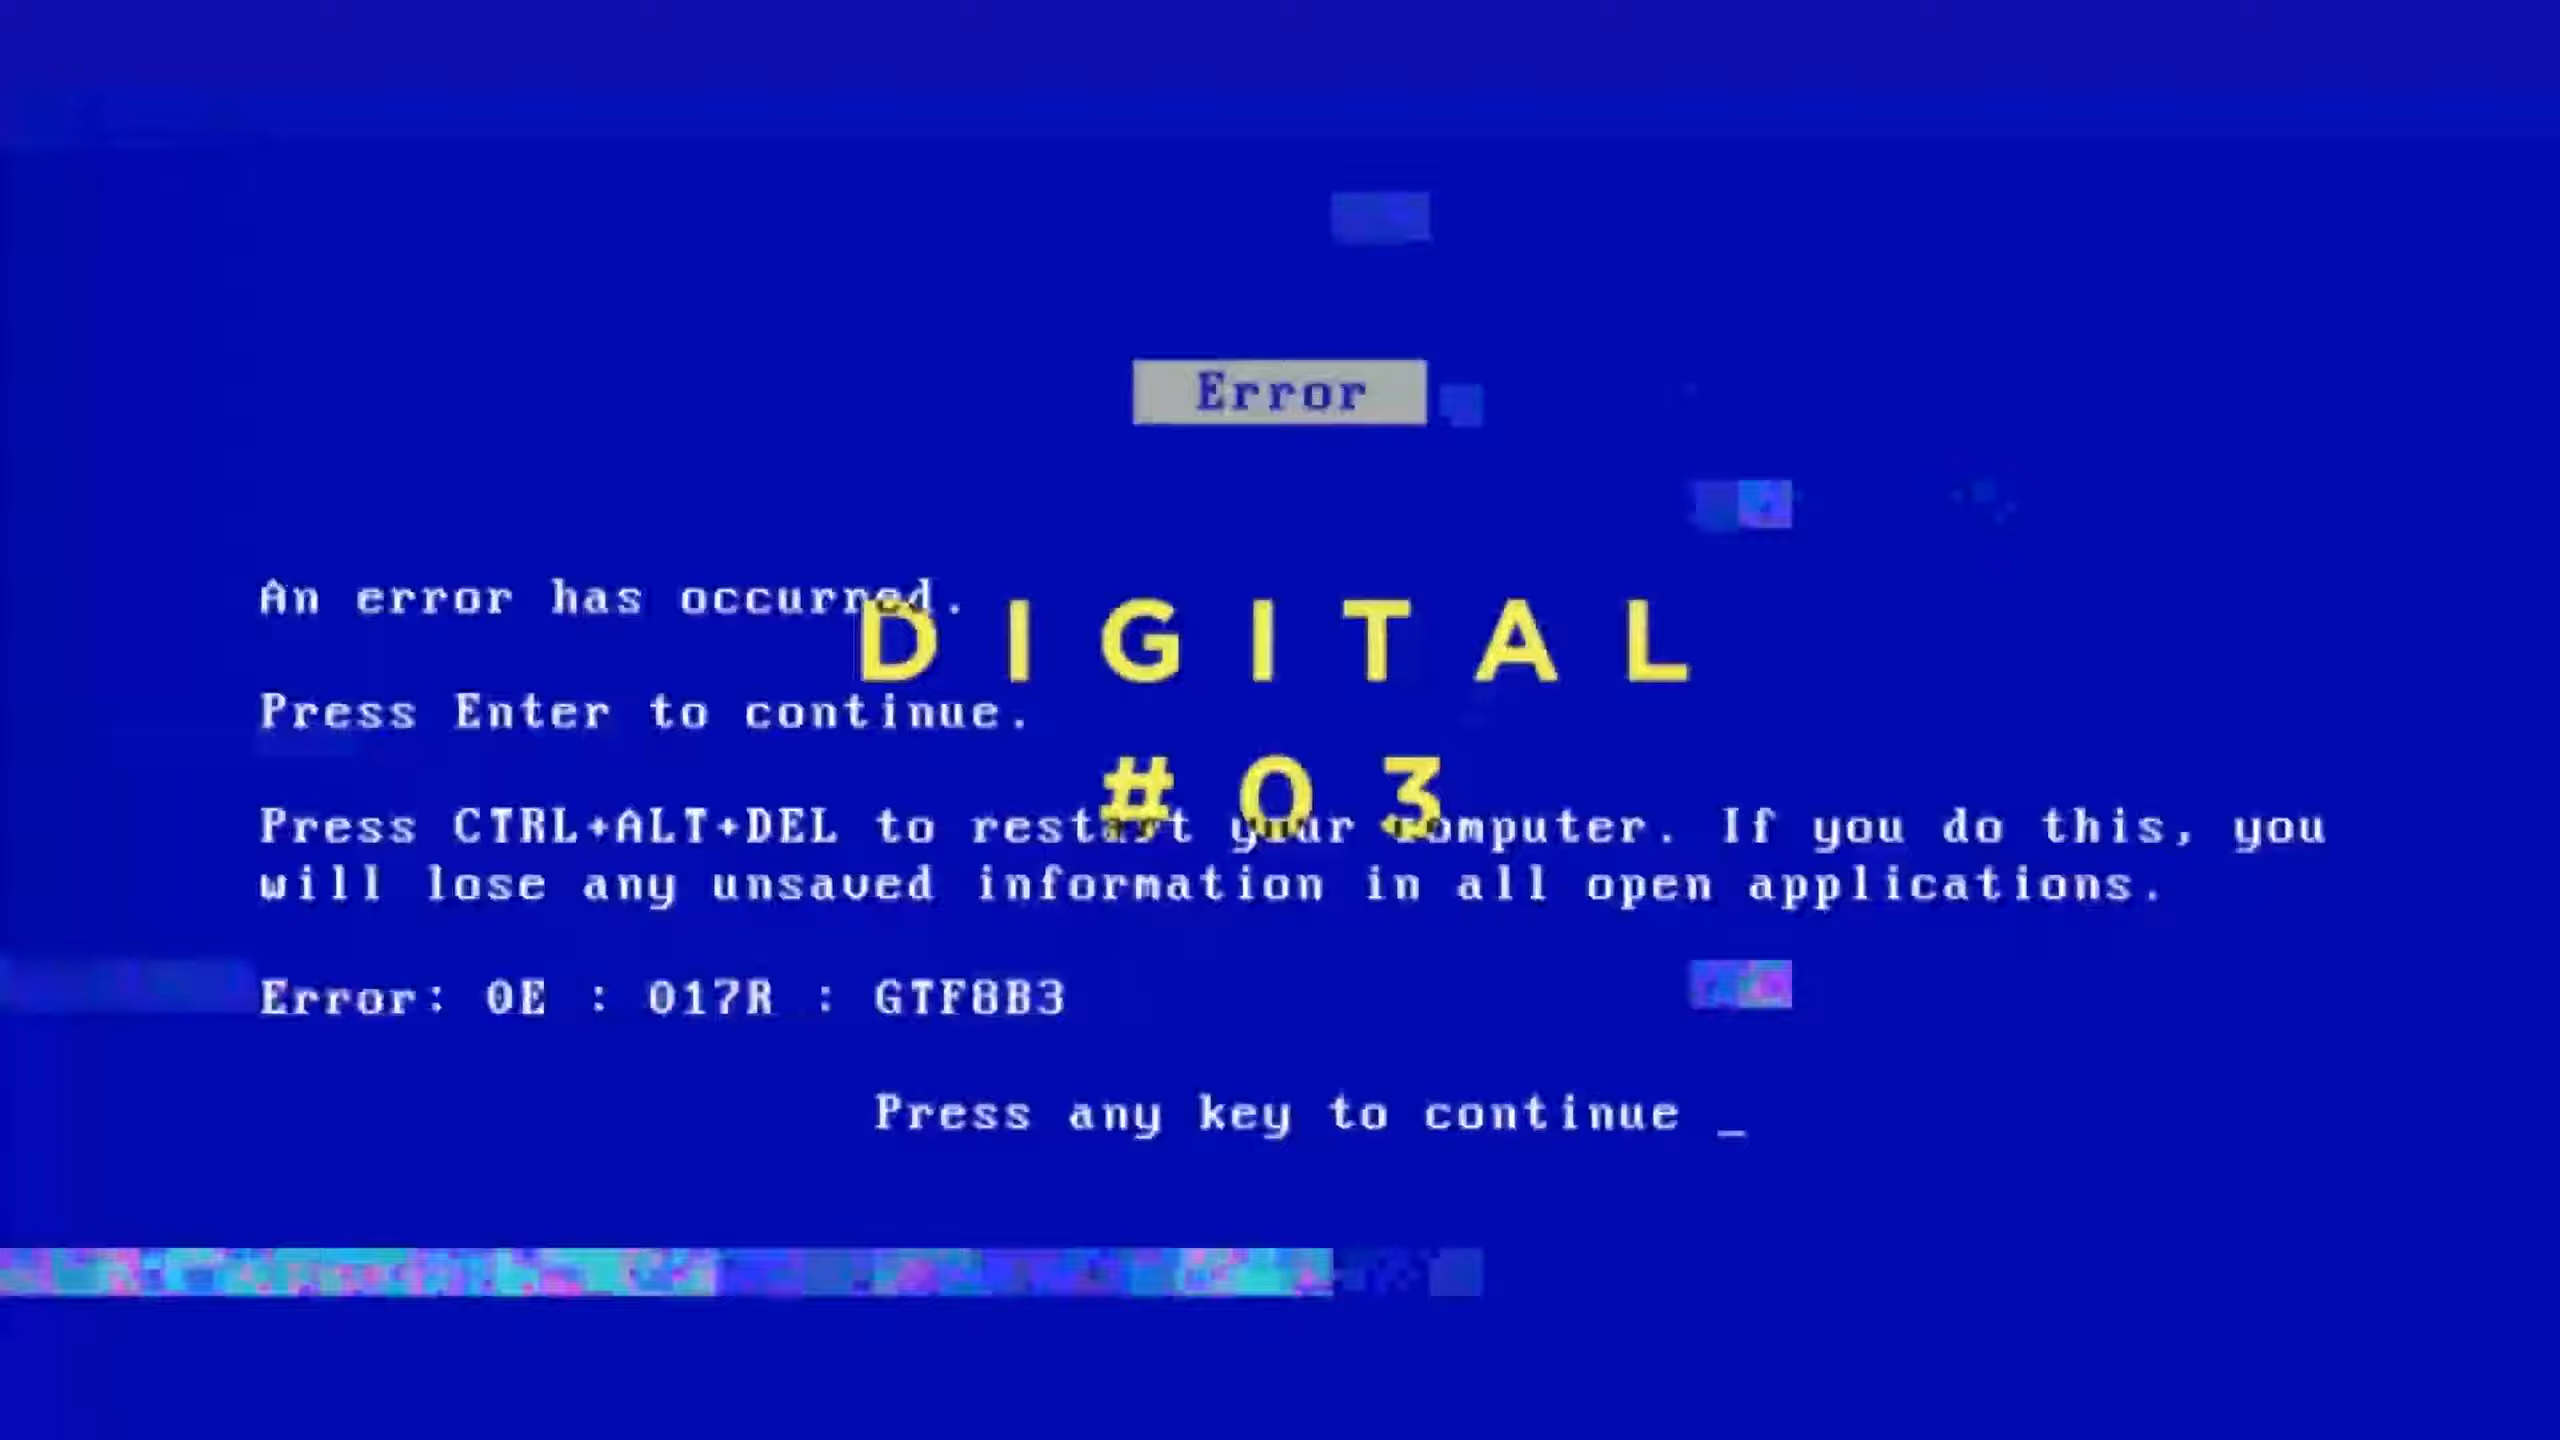 Error
An error has occurred.
DIGITAL
Press Enter to continue.
#03
Press CTRL+ALT+DEL to restart your computer. If you do this, you
will lose any unsaved information in all open applications.
Error: 0E : 017R : GTF8B3
Press any key to continue _